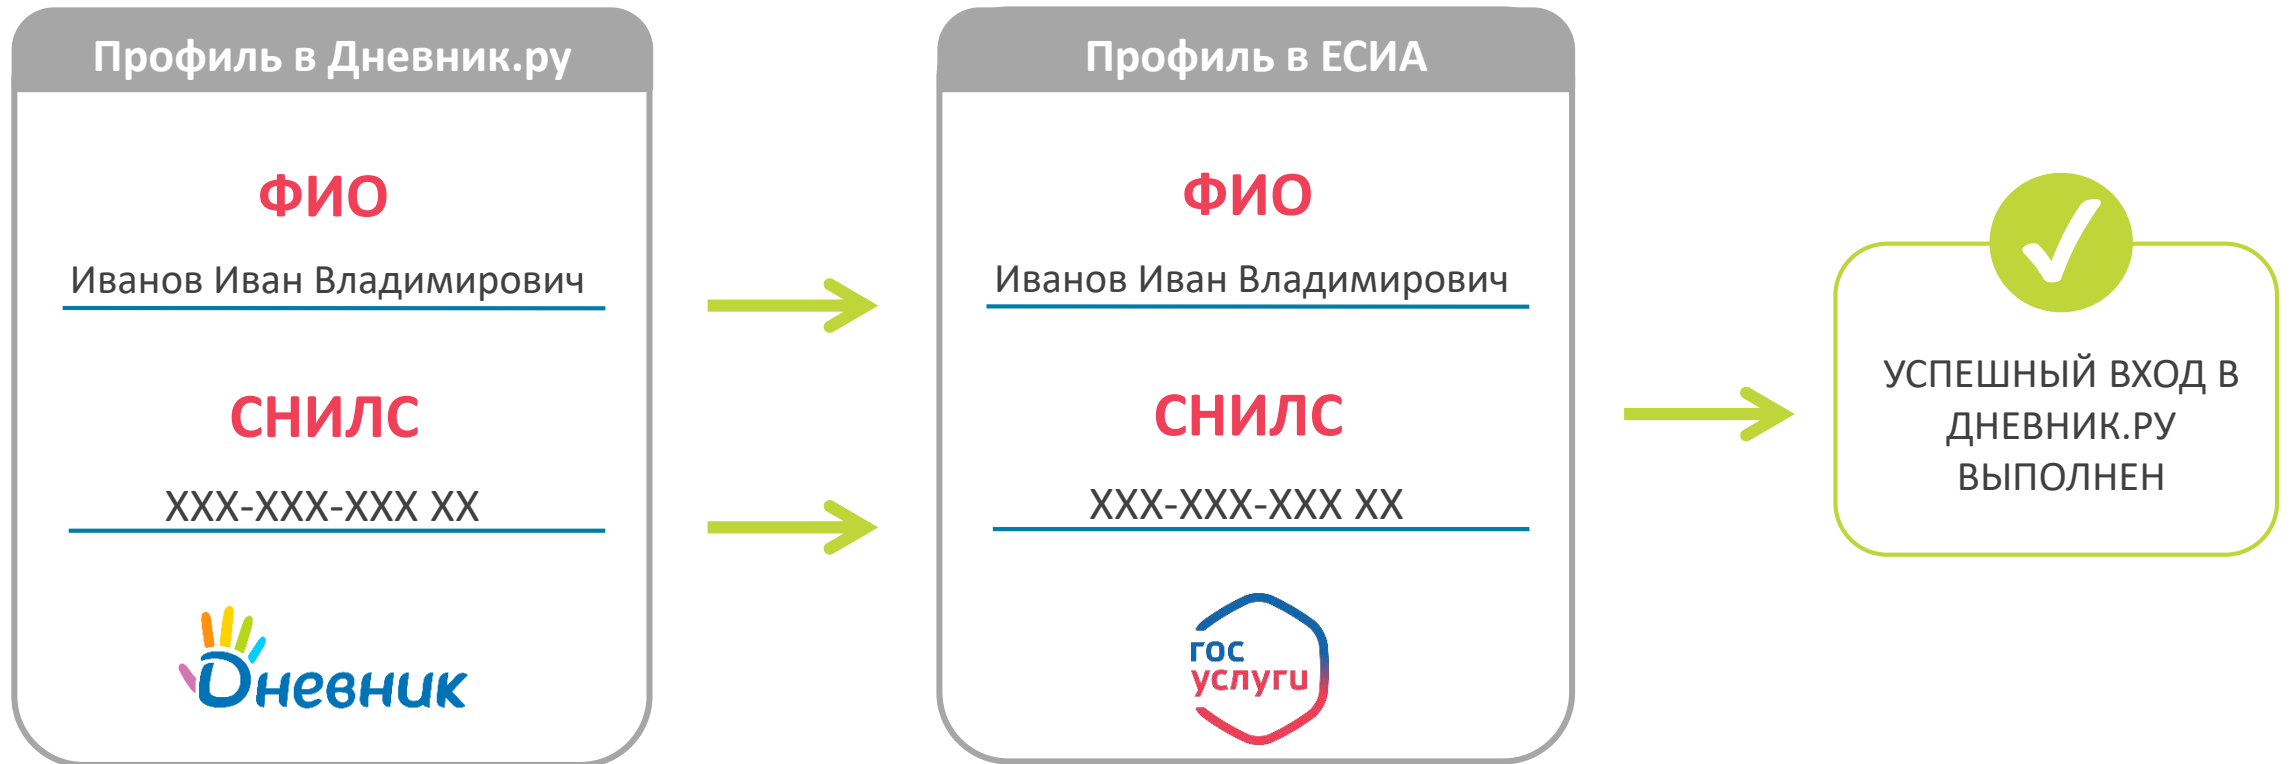 Профиль в Дневник.ру
ФИО
Иванов Иван Владимирович
СНИЛС
XXX-XXX-XXX XX
Дневник
Профиль в ЕСИА
ФИО
Иванов Иван Владимирович
СНИЛС
XXX-XXX-XXX XX
гос
услуги
УСПЕШНЫЙ ВХОД В
ДНЕВНИК.РУ
ВЫПОЛНЕН